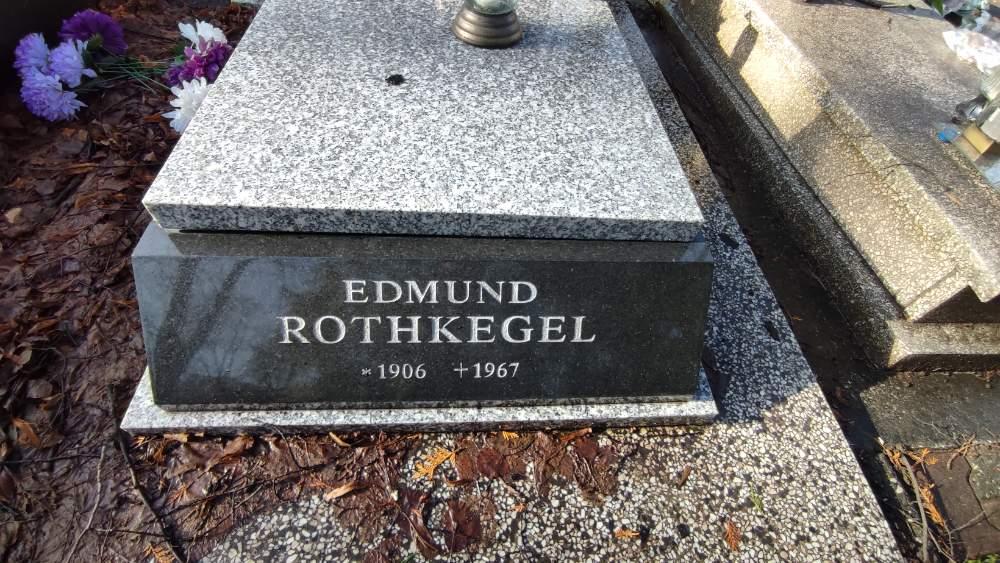 EDMUND
ROTHKEGEL
* 1906 +1967